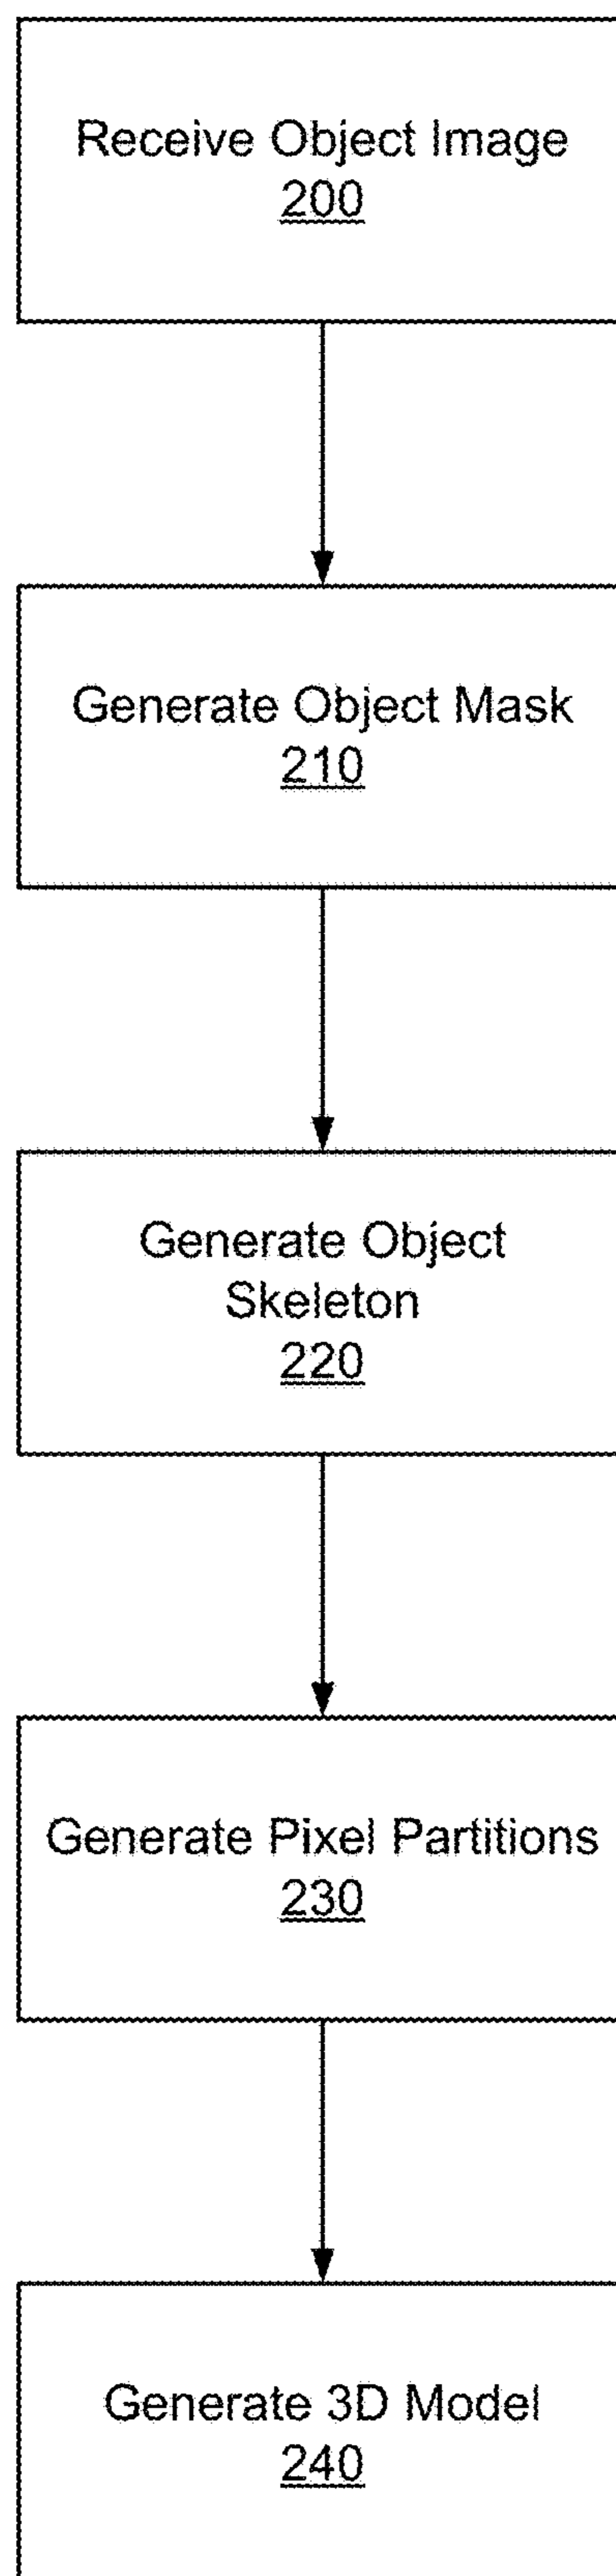 Receive Object Image
200
Generate Object Mask
210
Generate Object
Skeleton
220
Generate Pixel Partitions
230
Generate 3D Model
240